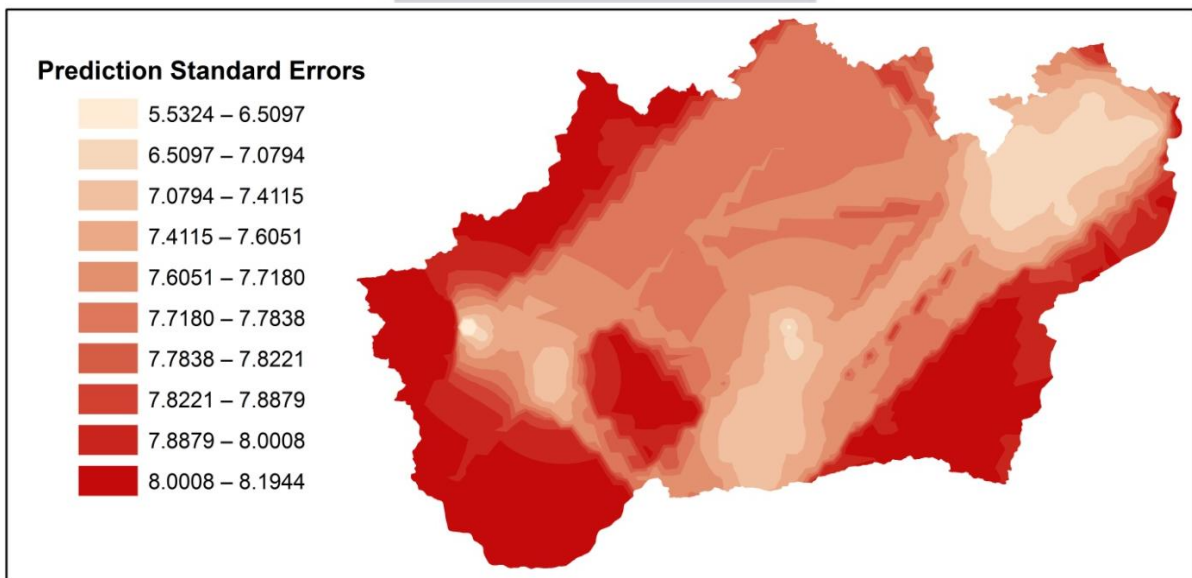 Prediction Standard Errors
5.5324 – 6.5097
6.5097 – 7.0794
7.0794 – 7.4115
7.4115 – 7.6051
7.6051 – 7.7180
7.7180 – 7.7838
7.7838 – 7.8221
7.8221 – 7.8879
7.8879 – 8.0008
8.0008 – 8.1944